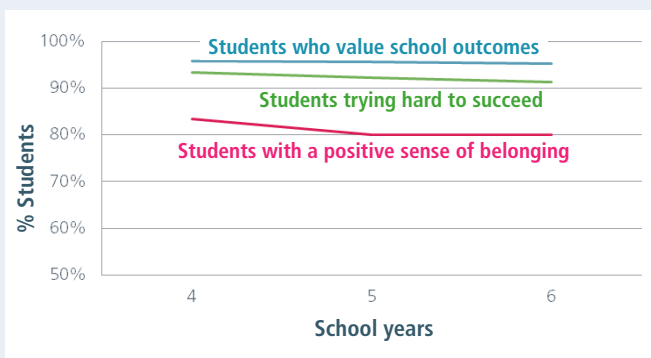 100%
Students who value school outcomes
90%
Students trying hard to succeed
80%
Students with a positive sense of belonging
70%
60%
50%
% Students
4 5 6
School years